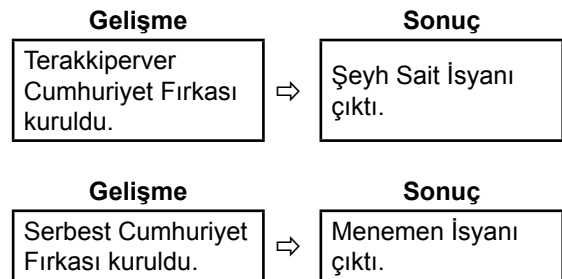 Gelişme
Sonuç
Terakkiperver
Cumhuriyet Fırkası
kuruldu.
Şeyh Sait İsyanı
çıktı.
Gelişme
Sonuç
Serbest Cumhuriyet
Fırkası kuruldu.
Menemen İsyanı
çıktı.